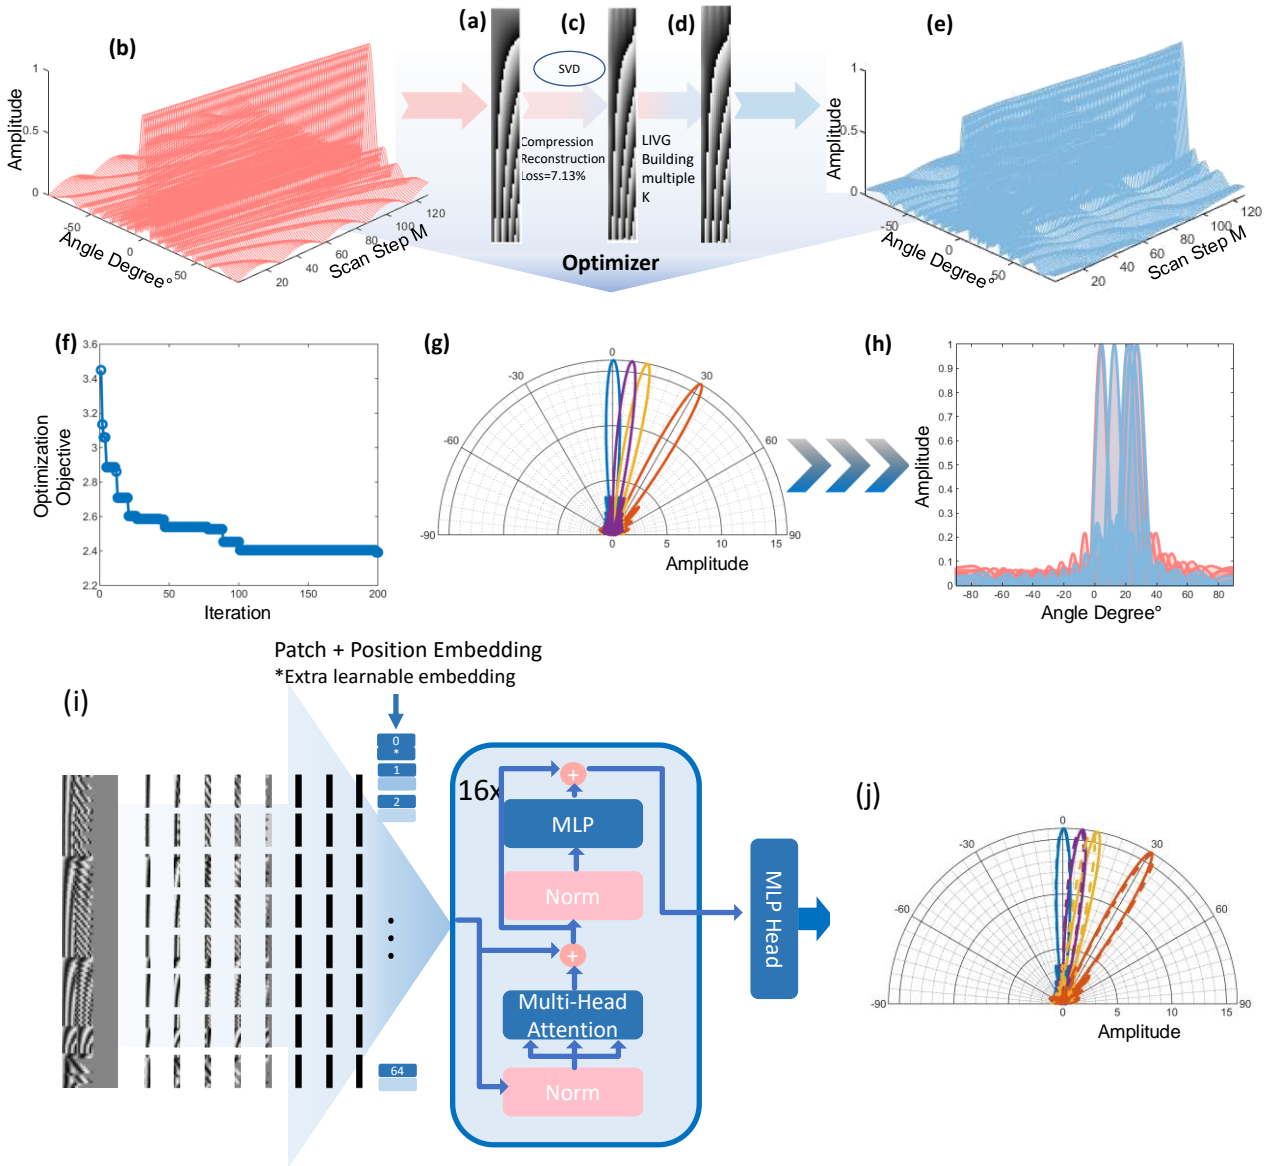 (b)
(a)
(c)
(d)
(e)
Amplitude
1
0.5
0
-50
0
50
Angle Degree°
20
40
60
80
100
120
Scan Step M
SVD
Compression
Reconstruction
Loss=7.13%
LIVG
Building
multiple
K
Optimizer
Amplitude
1
0.5
0
-50
0
50
Angle Degree°
20
40
60
80
100
120
Scan Step M
(f)
Optimization
Objective
3.6
3.4
3.2
3
2.8
2.6
2.4
2.2
0
50
100
150
200
Iteration
(g)
-90
-60
-30
0
30
60
90
0
5
10
15
Amplitude
(h)
Amplitude
1
0.9
0.8
0.7
0.6
0.5
0.4
0.3
0.2
0.1
0
-80
-60
-40
-20
0
20
40
60
80
Angle Degree°
Patch + Position Embedding
*Extra learnable embedding
(i)
0
*
1
2
64
16x
MLP
Norm
Multi-Head
Attention
Norm
MLP Head
(j)
-90
-60
-30
0
30
60
90
0
5
10
15
Amplitude